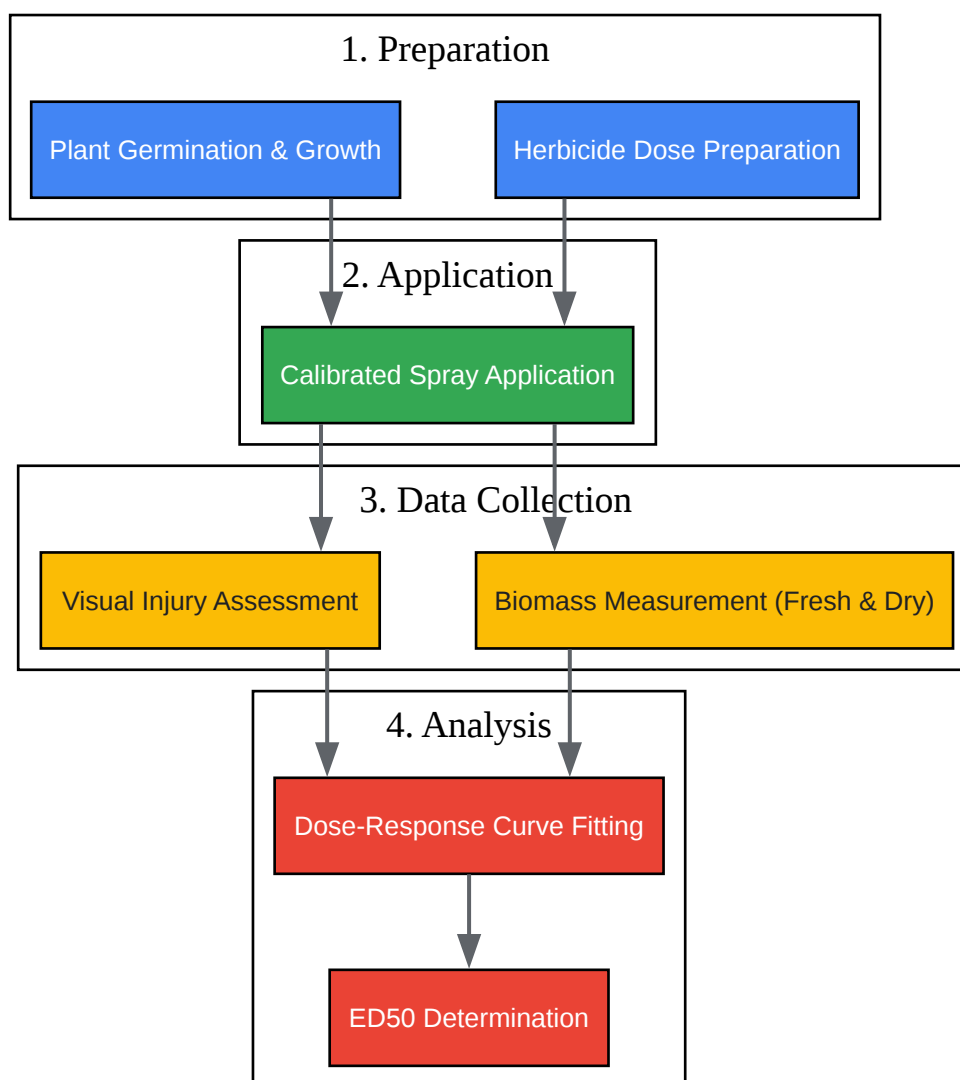 1. Preparation
Plant Germination & Growth
Herbicide Dose Preparation
2. Application
Calibrated Spray Application
3. Data Collection
Visual Injury Assessment
Biomass Measurement (Fresh & Dry)
4. Analysis
Dose-Response Curve Fitting
ED50 Determination